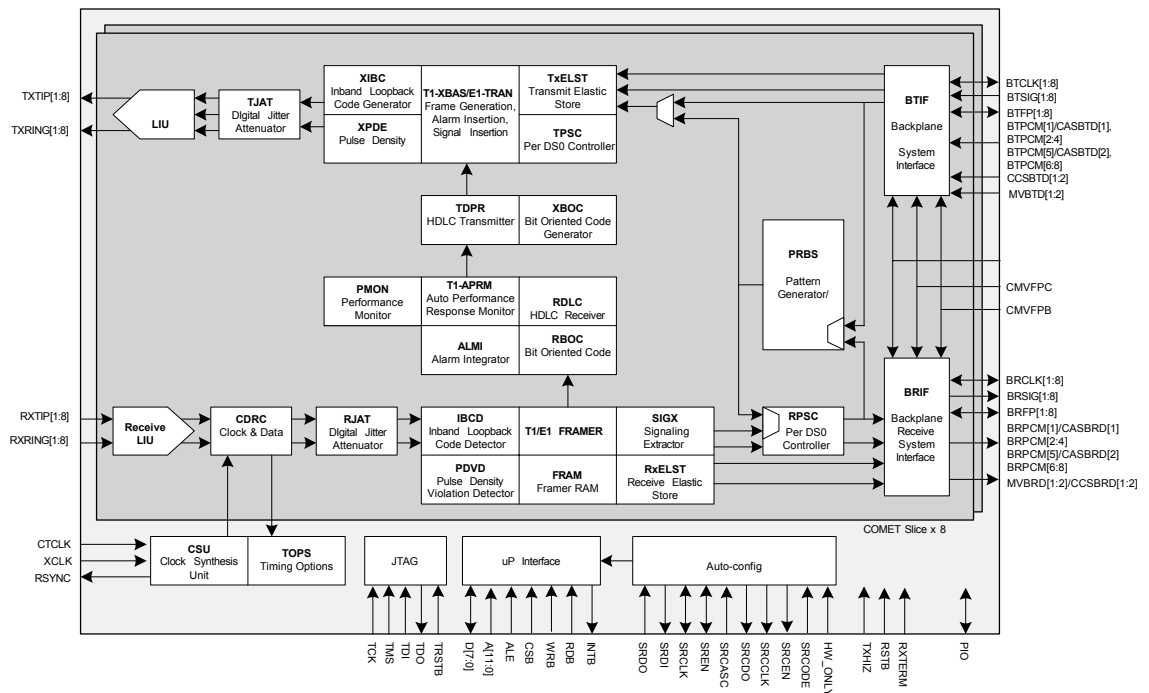 XIBC
Inband Loopback
Code Generator
XPDE
Pulse Density
T1-XBAS/E1-TRAN
Frame Generation,
Alarm Insertion,
Signal Insertion
TxELST
Transmit Elastic
Store
TPSC
Per DS0 Controller
TXTIP[1:8]
TXRING[1:8]
LIU
TJAT
DIgital Jitter
Attenuator
BTIF
Backplane
System
Interface
BTCLK[1:8]
BTSIG[1:8]
BTFP[1:8]
BTPCM[1]/CASBTD[1],
BTPCM[2:4]
BTPCM[5]/CASBTD[2],
BTPCM[6:8]
CCSBTD[1:2]
MVBTD[1:2]
TDPR
HDLC Transmitter
XBOC
Bit Oriented Code
Generator
PRBS
Pattern
Generator/
CMVFPC
CMVFPB
PMON
Performance
Monitor
T1-APRM
Auto Performance
Response Monitor
RDLC
HDLC Receiver
ALMI
Alarm Integrator
RBOC
Bit Oriented Code
RXTIP[1:8]
RXRING[1:8]
Receive
LIU
CDRC
Clock & Data
RJAT
DIgital Jitter
Attenuator
IBCD
Inband Loopback
Code Detector
PDVD
Pulse Density
Violation Detector
T1/E1 FRAMER
FRAM
Framer RAM
SIGX
Signaling
Extractor
RxELST
Receive Elastic
Store
RPSC
Per DS0
Controller
BRIF
Backplane
Receive
System
Interface
BRCLK[1:8]
BRSIG[1:8]
BRFP[1:8]
BRPCM[1]/CASBRD[1]
BRPCM[2:4]
BRPCM[5]/CASBRD[2]
BRPCM[6:8]
MVBRD[1:2]/CCSBRD[1:2]
COMET Slice x 8
CTCLK
XCLK
RSYNC
CSU
Clock Synthesis
Unit
TOPS
Timing Options
JTAG
uP Interface
Auto-config
TCK
TMS
TDI
TDO
TRSTB
D[7:0]
A[11:0]
ALE
CSB
WRB
RDB
INTB
SRDO
SRDI
SRCLK
SREN
SRCASC
SRCDO
SRCCLK
SRCEN
SRCODE
HW_ONLY
TXHIZ
RSTB
RXTERM
PIO